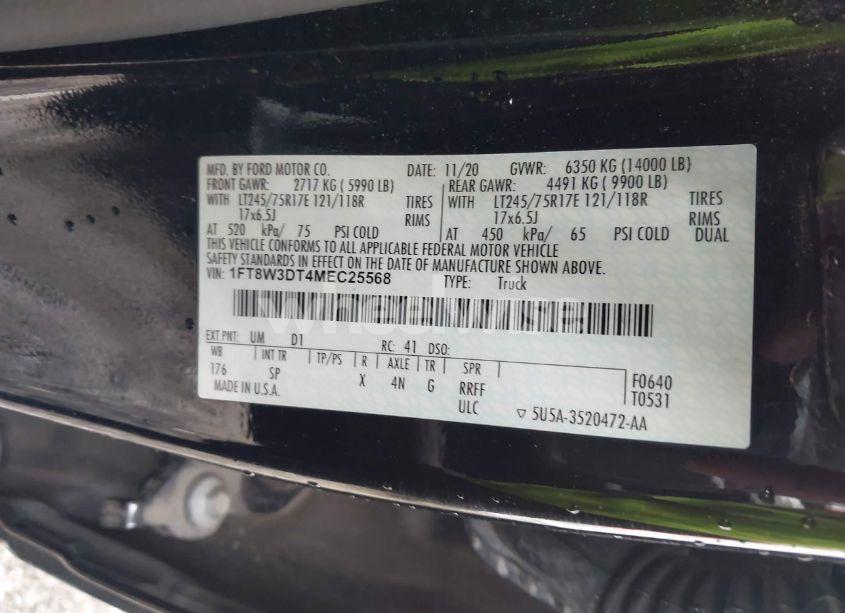 MFD. BY FORD MOTOR CO. DATE: 11/20 GVWR: 6350 KG (14000 LB)
FRONT GAWR: 2717 KG ( 5990 LB) REAR GAWR: 4491 KG ( 9900 LB)
WITH LT245/75R17E 121/118R TIRES WITH LT245/75R17E 121/118R TIRES
17x6.5J RIMS 17x6.5J RIMS
AT 520 kPa/ 75 PSI COLD AT 450 kPa/ 65 PSI COLD DUAL
THIS VEHICLE CONFORMS TO ALL APPLICABLE FEDERAL MOTOR VEHICLE
SAFETY STANDARDS IN EFFECT ON THE DATE OF MANUFACTURE SHOWN ABOVE.
VIN: 1FT8W3DT4MEC25568 TYPE: Truck
wheelwise
EXT PNT: UM D1 RC: 41 DSO:
WB INT TR TP/PS R AXLE TR SPR
176 SP X 4N G RRFF F0640
MADE IN U.S.A. ULC ▽ 5U5A-3520472-AA T0531